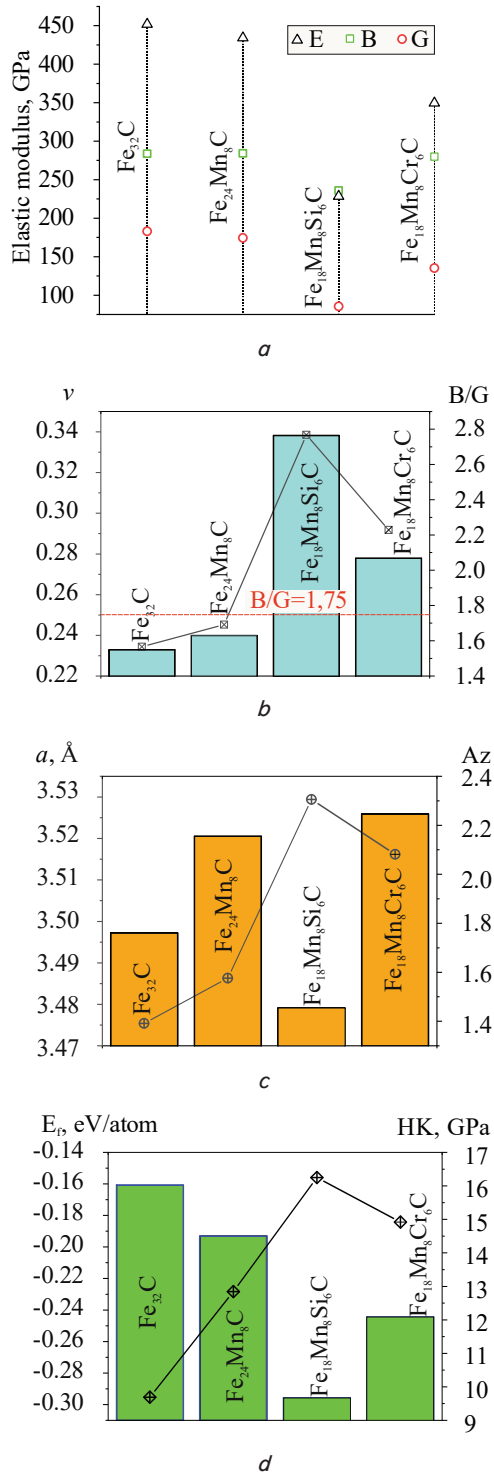 △ E □ B ○ G
Elastic modulus, GPa
450
400
350
300
250
200
150
100
Fe₃₂C
Fe₂₄Mn₈C
Fe₁₈Mn₈Si₆C
Fe₁₈Mn₈Cr₆C
a
ν
B/G
0.34
0.32
0.30
0.28
0.26
0.24
0.22
Fe₃₂C
Fe₂₄Mn₈C
Fe₁₈Mn₈Si₆C
Fe₁₈Mn₈Cr₆C
B/G=1,75
2.8
2.6
2.4
2.2
2.0
1.8
1.6
1.4
b
a, Å
Az
3.53
3.52
3.51
3.50
3.49
3.48
3.47
Fe₃₂C
Fe₂₄Mn₈C
Fe₁₈Mn₈Si₆C
Fe₁₈Mn₈Cr₆C
2.4
2.2
2.0
1.8
1.6
1.4
c
E_f, eV/atom
HK, GPa
-0.14
-0.16
-0.18
-0.20
-0.22
-0.24
-0.26
-0.28
-0.30
Fe₃₂C
Fe₂₄Mn₈C
Fe₁₈Mn₈Si₆C
Fe₁₈Mn₈Cr₆C
17
16
15
14
13
12
11
10
9
d